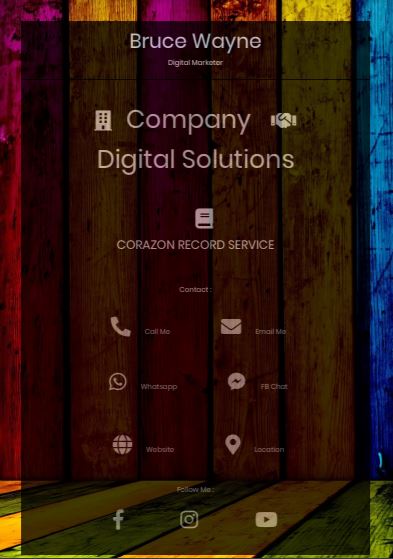 Bruce Wayne
Digital Marketer
Company
Digital Solutions
CORAZON RECORD SERVICE
Contact :
Call Me
Email Me
Whatsapp
FB Chat
Website
Location
Follow Me :